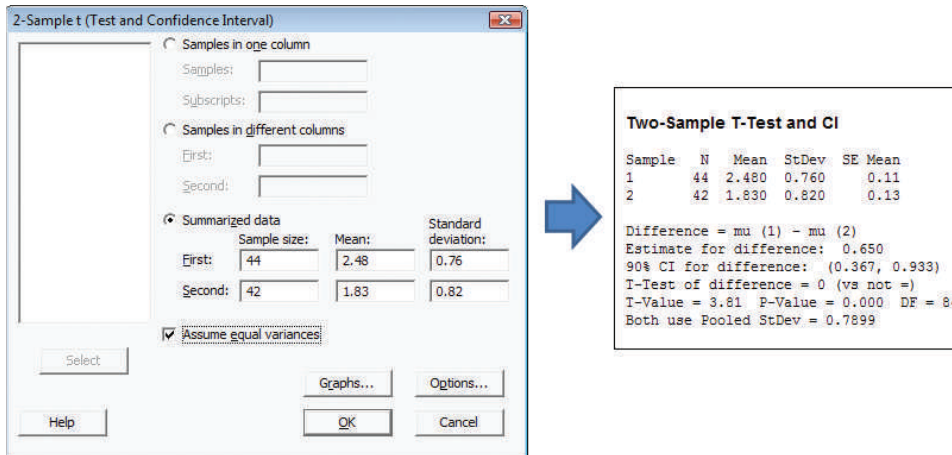 2-Sample t (Test and Confidence Interval)
Samples in one column
Samples:
Subscripts:
Samples in different columns
First:
Second:
Summarized data
Sample size: Mean: Standard deviation:
First: 44 2.48 0.76
Second: 42 1.83 0.82
Assume equal variances
Select
Graphs... Options...
Help OK Cancel
Two-Sample T-Test and CI
Sample N Mean StDev SE Mean
1 44 2.480 0.760 0.11
2 42 1.830 0.820 0.13
Difference = mu (1) - mu (2)
Estimate for difference: 0.650
90% CI for difference: (0.367, 0.933)
T-Test of difference = 0 (vs not =)
T-Value = 3.81 P-Value = 0.000 DF = 8
Both use Pooled StDev = 0.7899